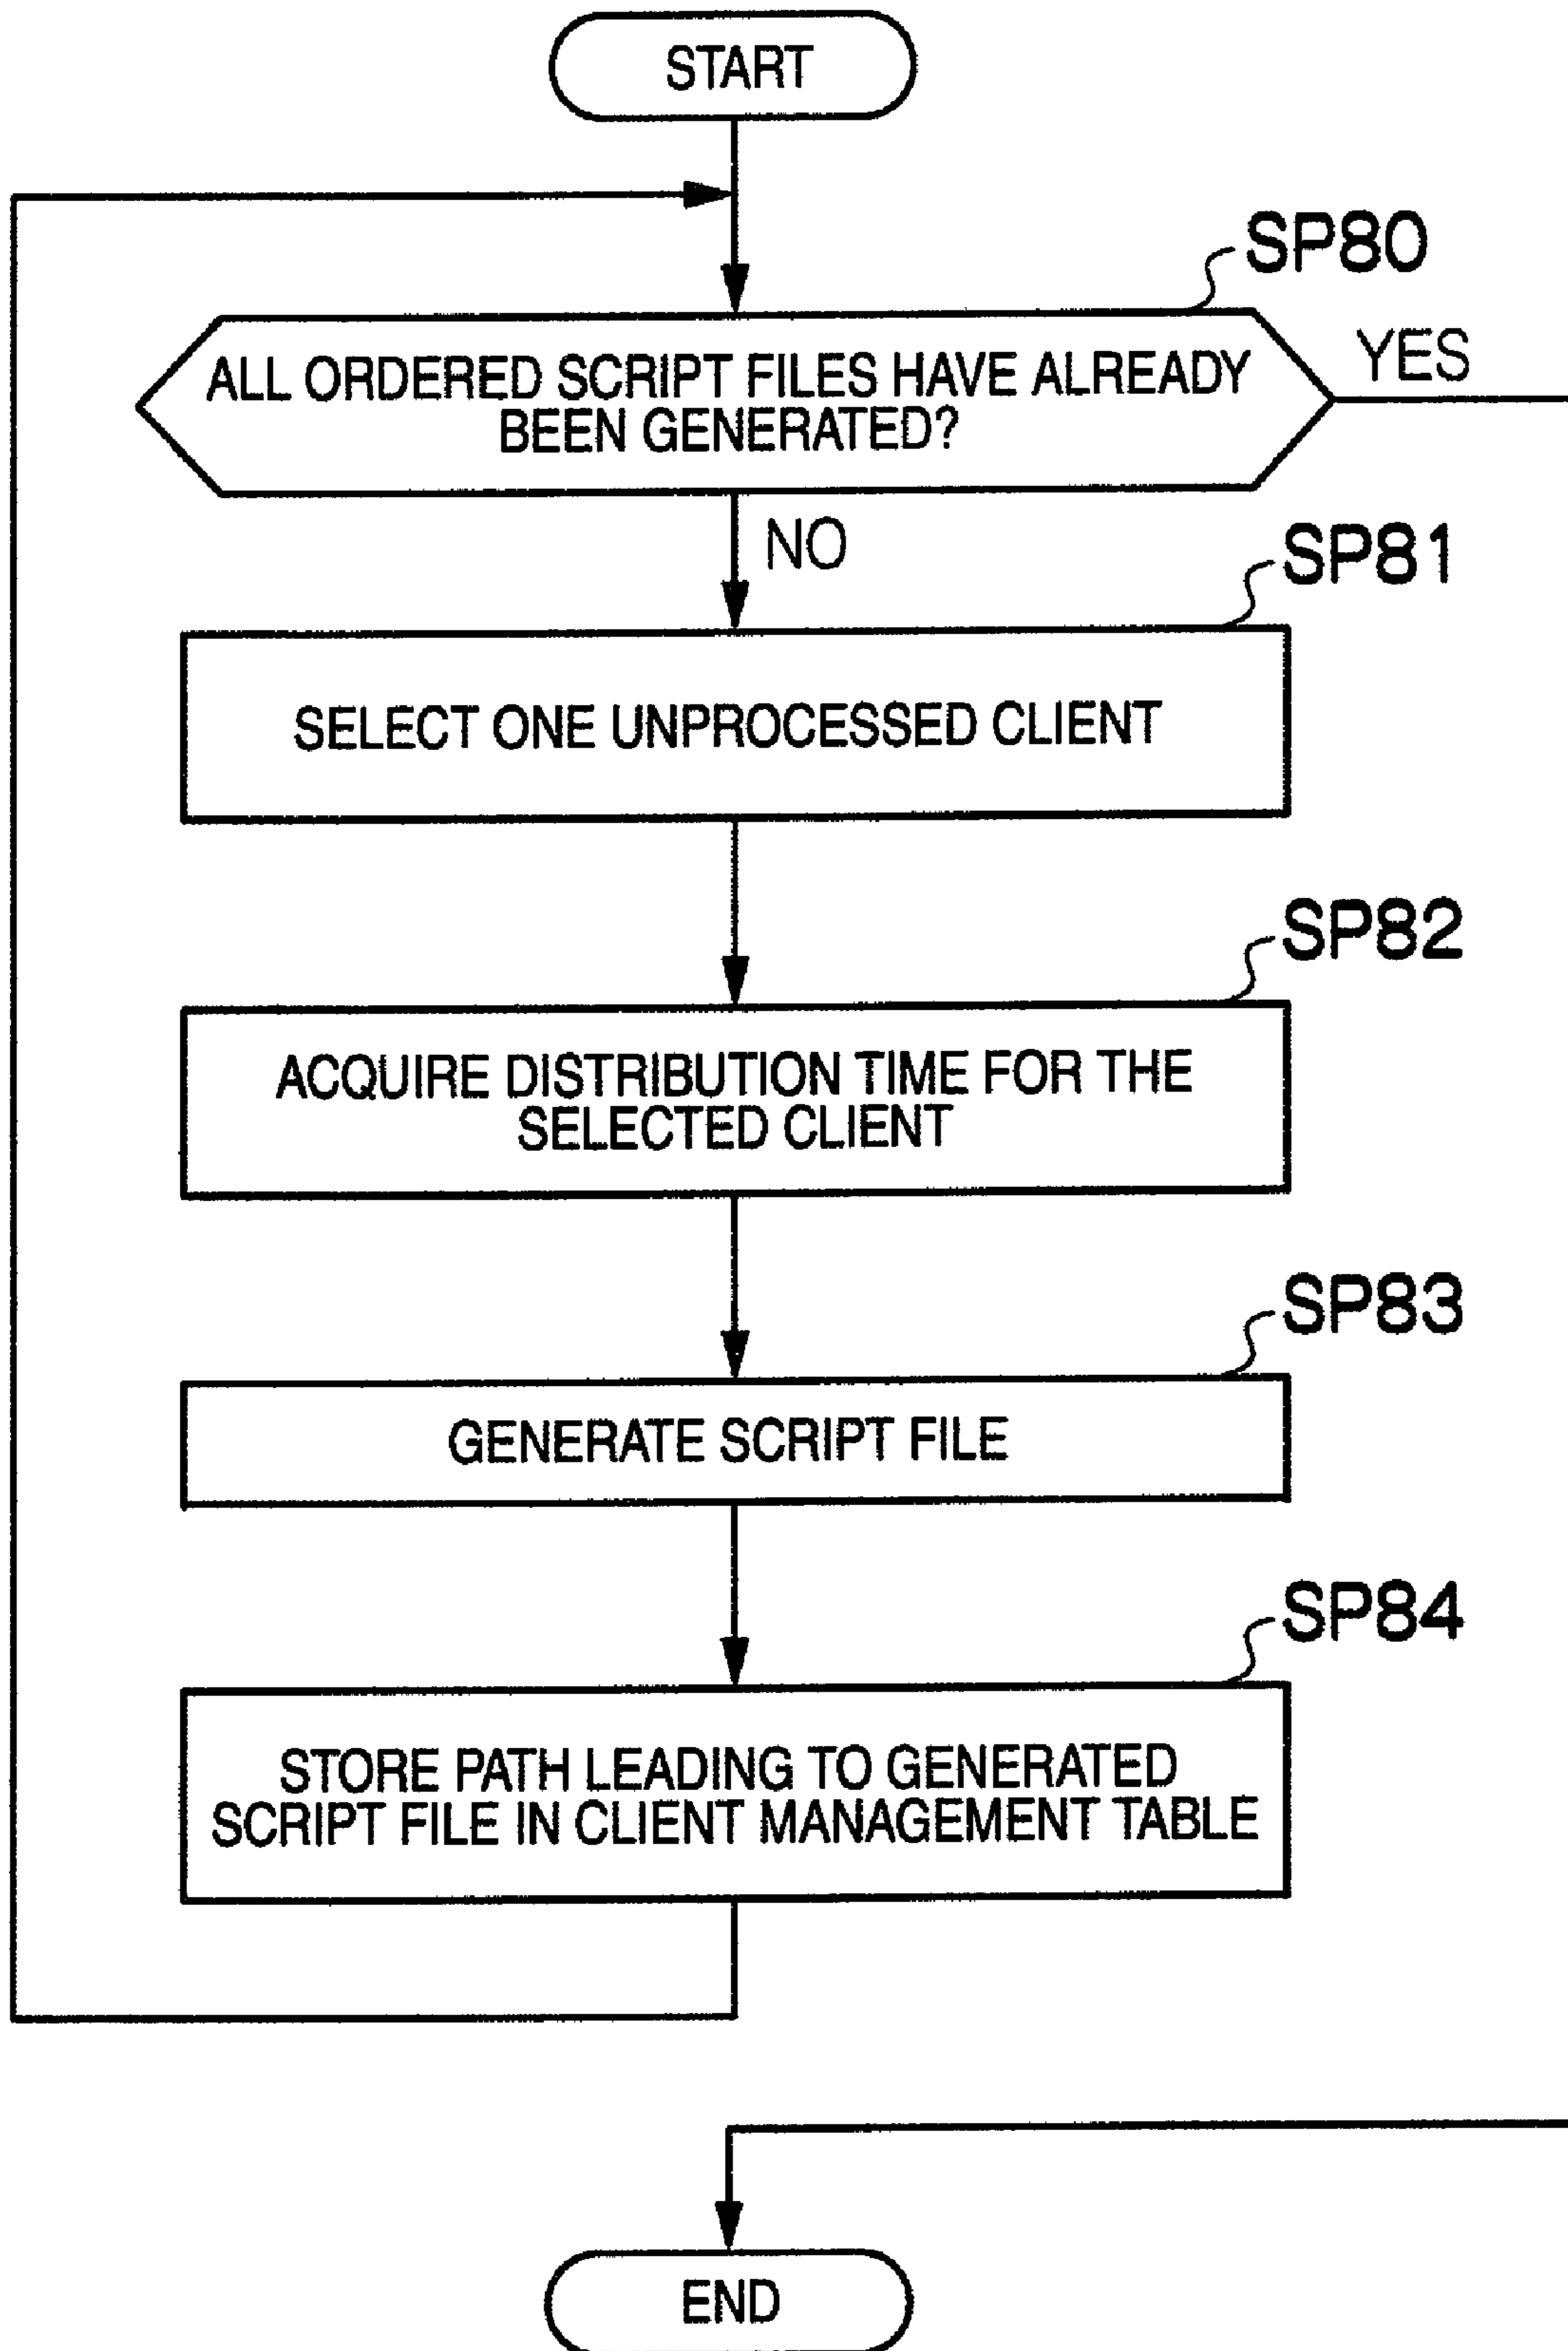 START
SP80
ALL ORDERED SCRIPT FILES HAVE ALREADY
BEEN GENERATED?
YES
NO
SP81
SELECT ONE UNPROCESSED CLIENT
SP82
ACQUIRE DISTRIBUTION TIME FOR THE
SELECTED CLIENT
SP83
GENERATE SCRIPT FILE
SP84
STORE PATH LEADING TO GENERATED
SCRIPT FILE IN CLIENT MANAGEMENT TABLE
END